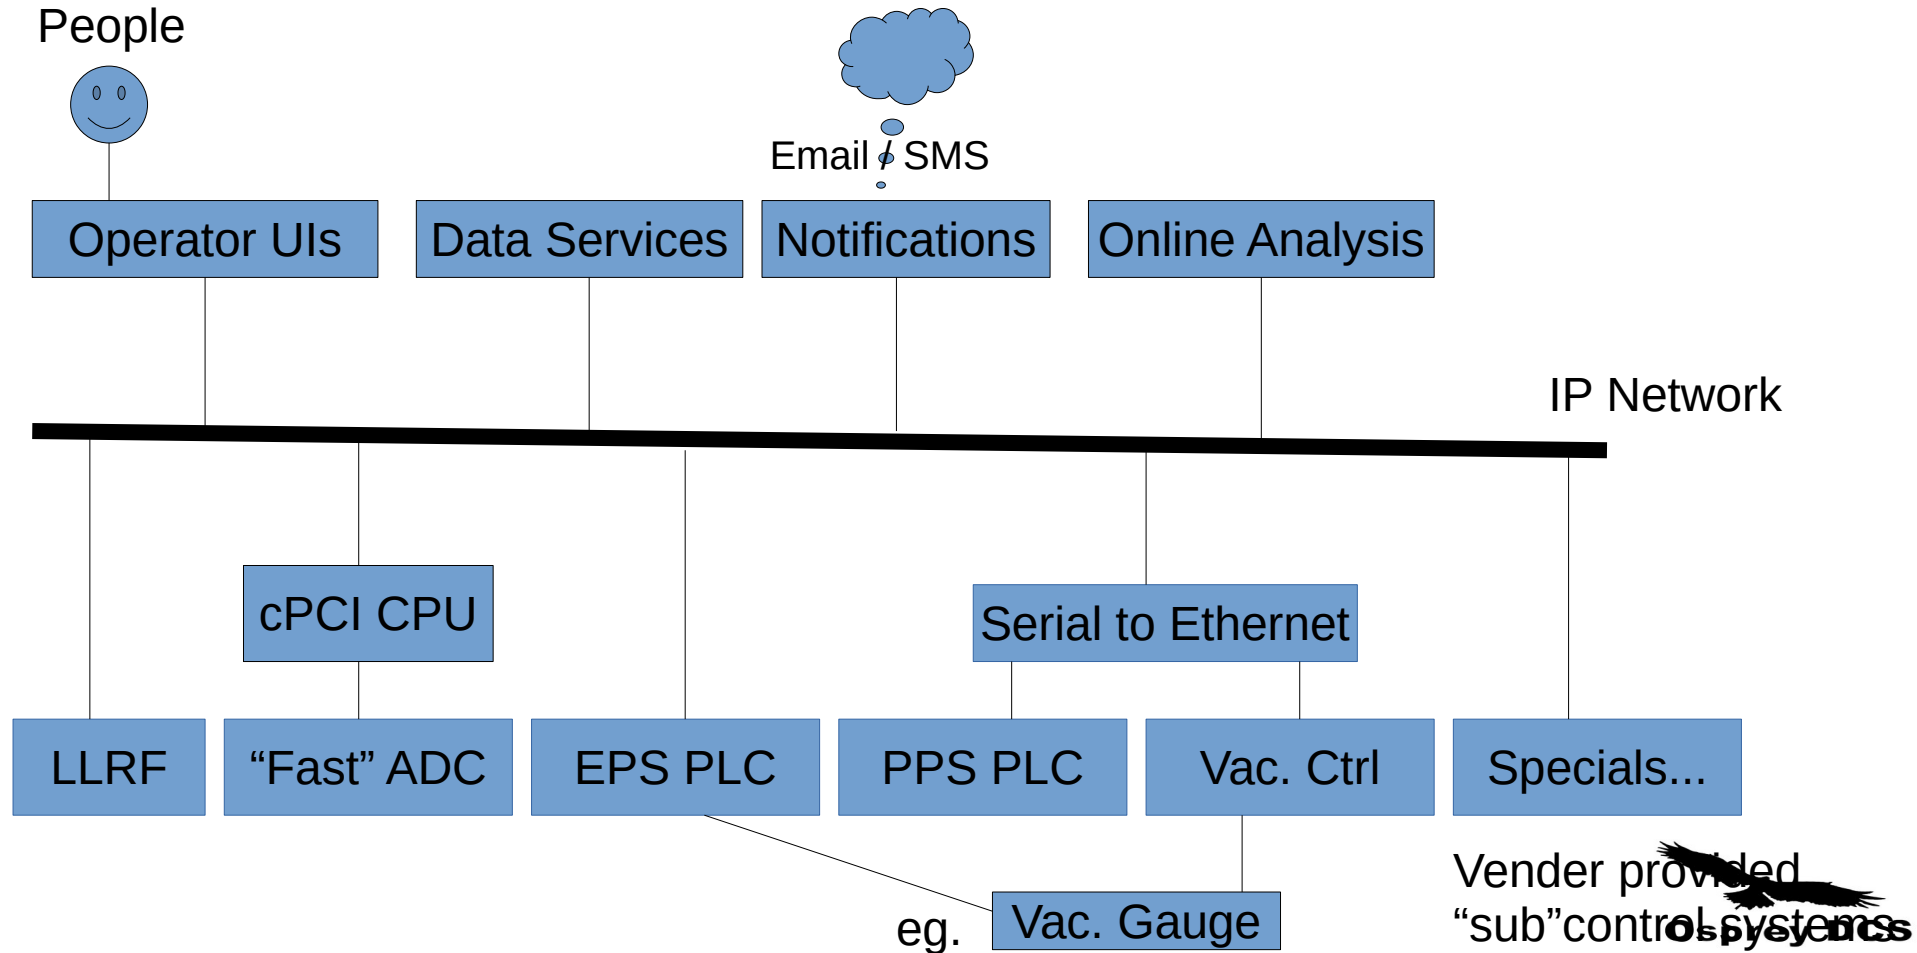 People
Email / SMS
Operator UIs
Data Services
Notifications
Online Analysis
IP Network
cPCI CPU
Serial to Ethernet
LLRF
“Fast” ADC
EPS PLC
PPS PLC
Vac. Ctrl
Specials...
Vender provided
“sub”control systems
eg.
Vac. Gauge
Osprey DCS